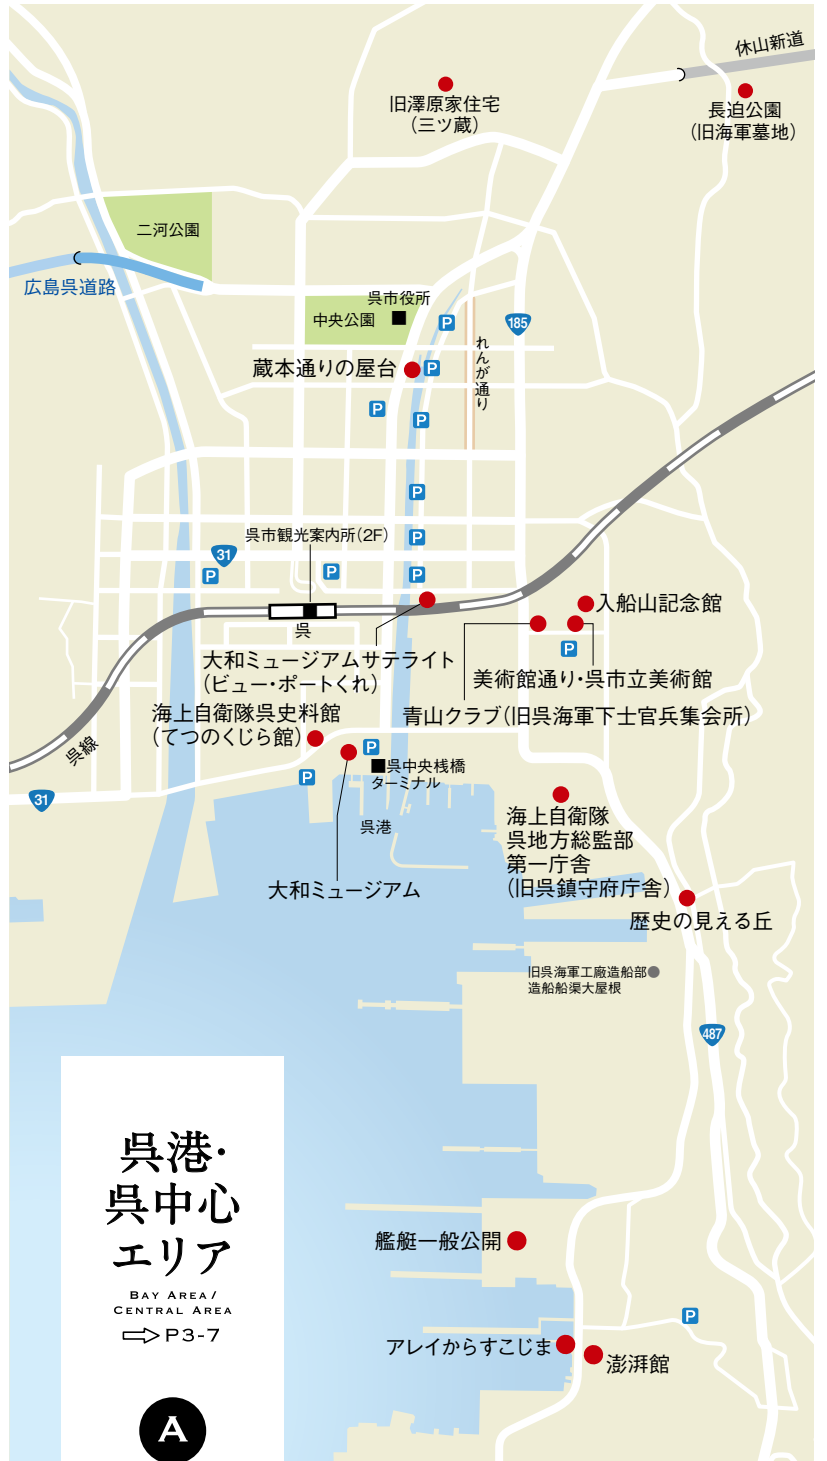 休山新道
旧澤原家住宅
(三ツ蔵)
長迫公園
(旧海軍墓地)
二河公園
広島呉道路
呉市役所
中央公園
P
185
れんが通り
蔵本通りの屋台
P
P
P
P
呉市観光案内所(2F)
P
31
P
P
P
呉
入船山記念館
P
大和ミュージアムサテライト
(ビュー・ポートくれ)
美術館通り・呉市立美術館
海上自衛隊呉史料館
(てつのくじら館)
青山クラブ(旧呉海軍下士官兵集会所)
呉線
P
呉中央桟橋
ターミナル
P
31
呉港
海上自衛隊
呉地方総監部
第一庁舎
(旧呉鎮守府庁舎)
大和ミュージアム
歴史の見える丘
旧呉海軍工廠造船部
造船船渠大屋根
487
呉港・
呉中心
エリア
BAY AREA /
CENTRAL AREA
P3-7
A
艦艇一般公開
P
アレイからすこじま
澎湃館